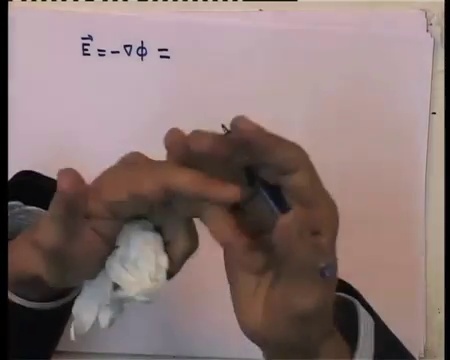 E⃗ = -∇ϕ =